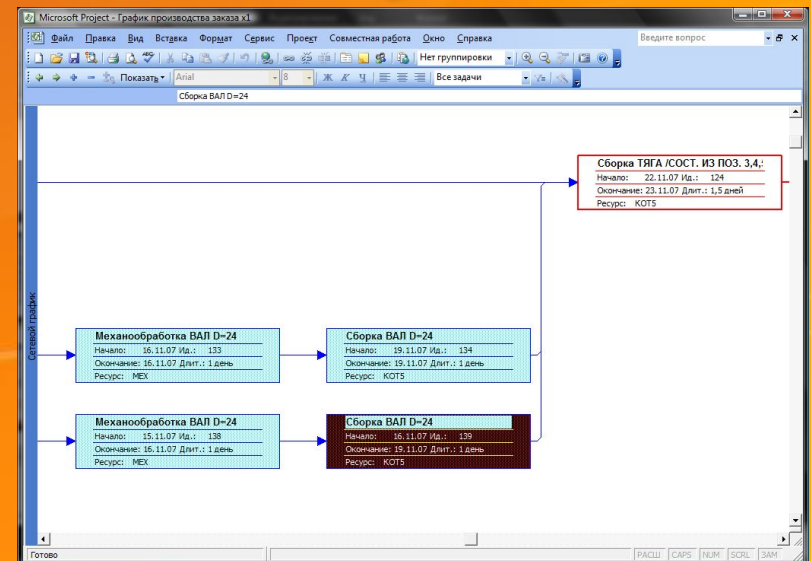 Microsoft Project - График производства заказа x1
Файл Правка Вид Вставка Формат Сервис Проект Совместная работа Окно Справка Введите вопрос
Нет группировки
Показать Arial 8 Ж К Ч Все задачи
Сборка ВАЛ D=24
Сборка ТЯГА /СОСТ. ИЗ ПОЗ. 3,4,
Начало: 22.11.07 Ид.: 124
Окончание: 23.11.07 Длит.: 1,5 дней
Ресурс: КОТ5
Сетевой график
Механообработка ВАЛ D=24
Начало: 16.11.07 Ид.: 133
Окончание: 16.11.07 Длит.: 1 день
Ресурс: МЕХ
Сборка ВАЛ D=24
Начало: 19.11.07 Ид.: 134
Окончание: 19.11.07 Длит.: 1 день
Ресурс: КОТ5
Механообработка ВАЛ D=24
Начало: 15.11.07 Ид.: 138
Окончание: 16.11.07 Длит.: 1 день
Ресурс: МЕХ
Сборка ВАЛ D=24
Начало: 16.11.07 Ид.: 139
Окончание: 19.11.07 Длит.: 1 день
Ресурс: КОТ5
Готово РАСШ CAPS NUM SCRL ЗАМ